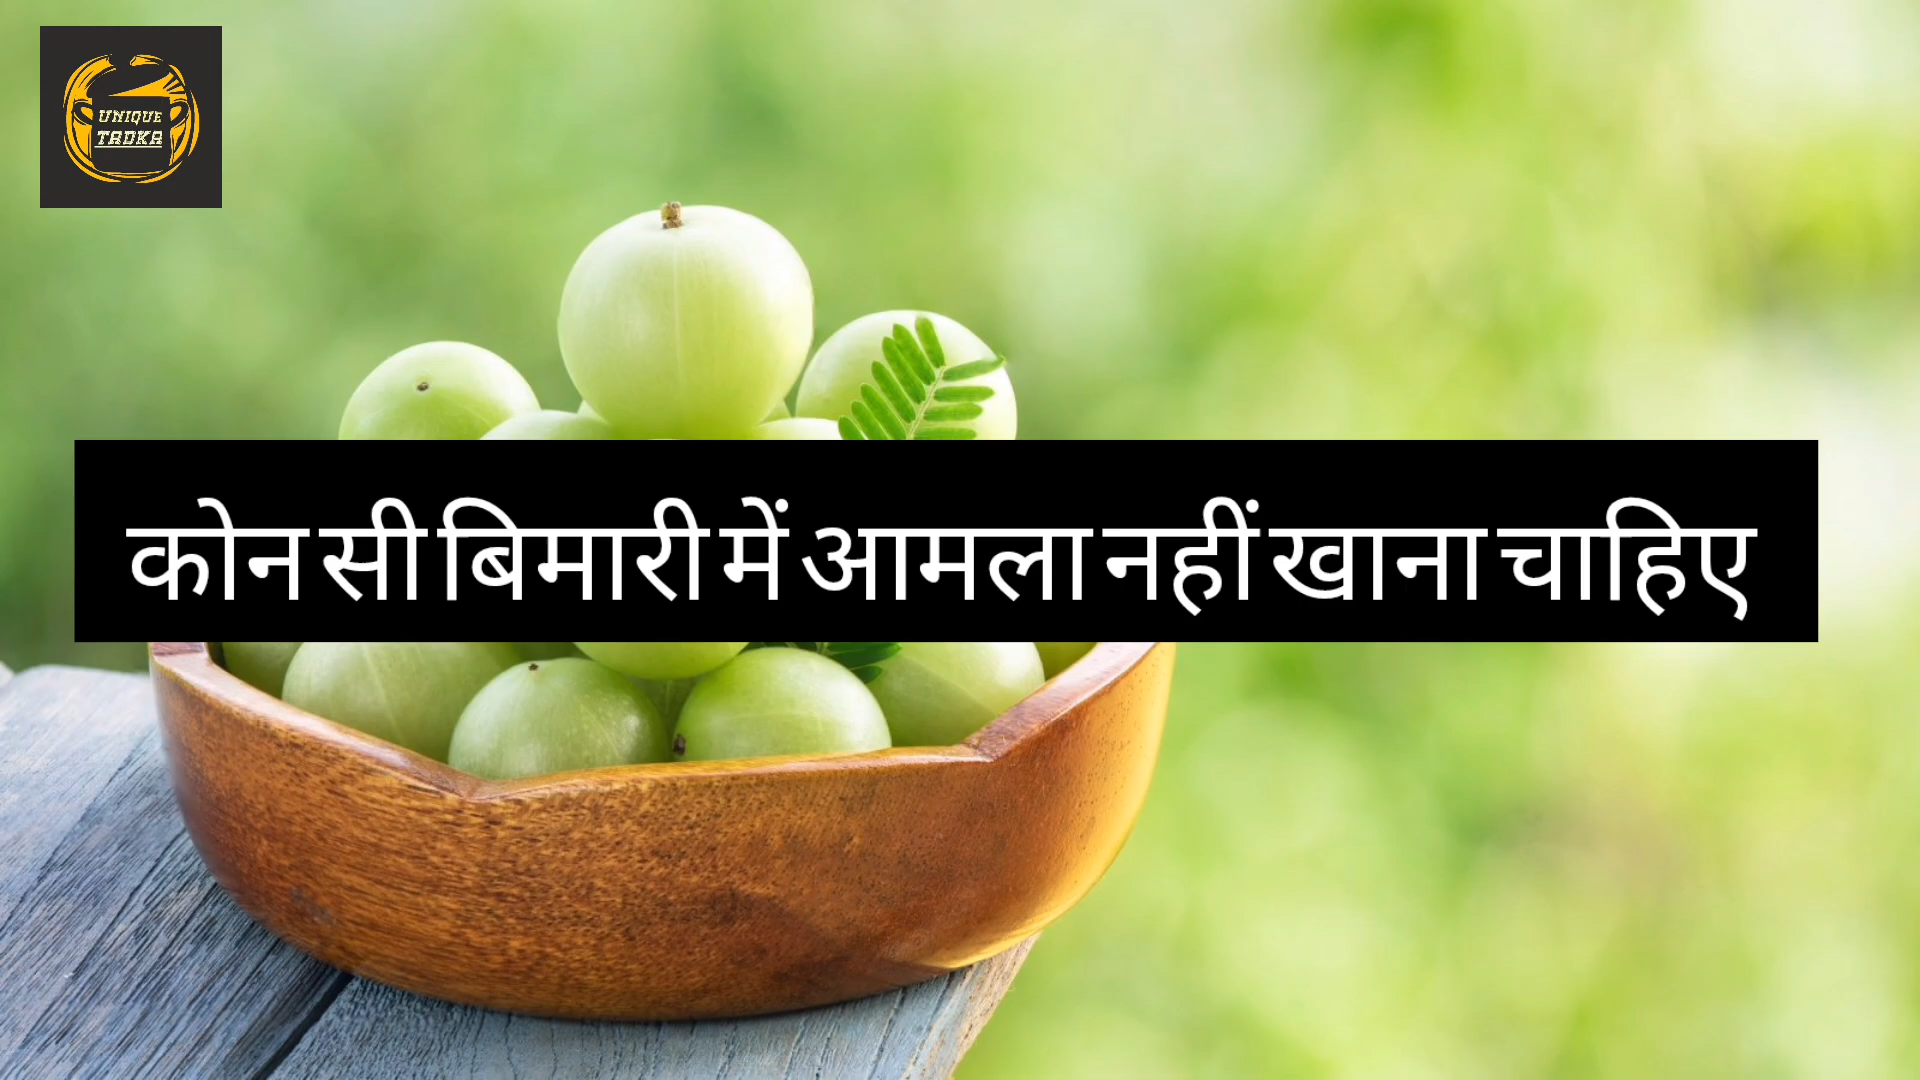 UNIQUE
TADKA
कोन सी बिमारी में आमला नहीं खाना चाहिए